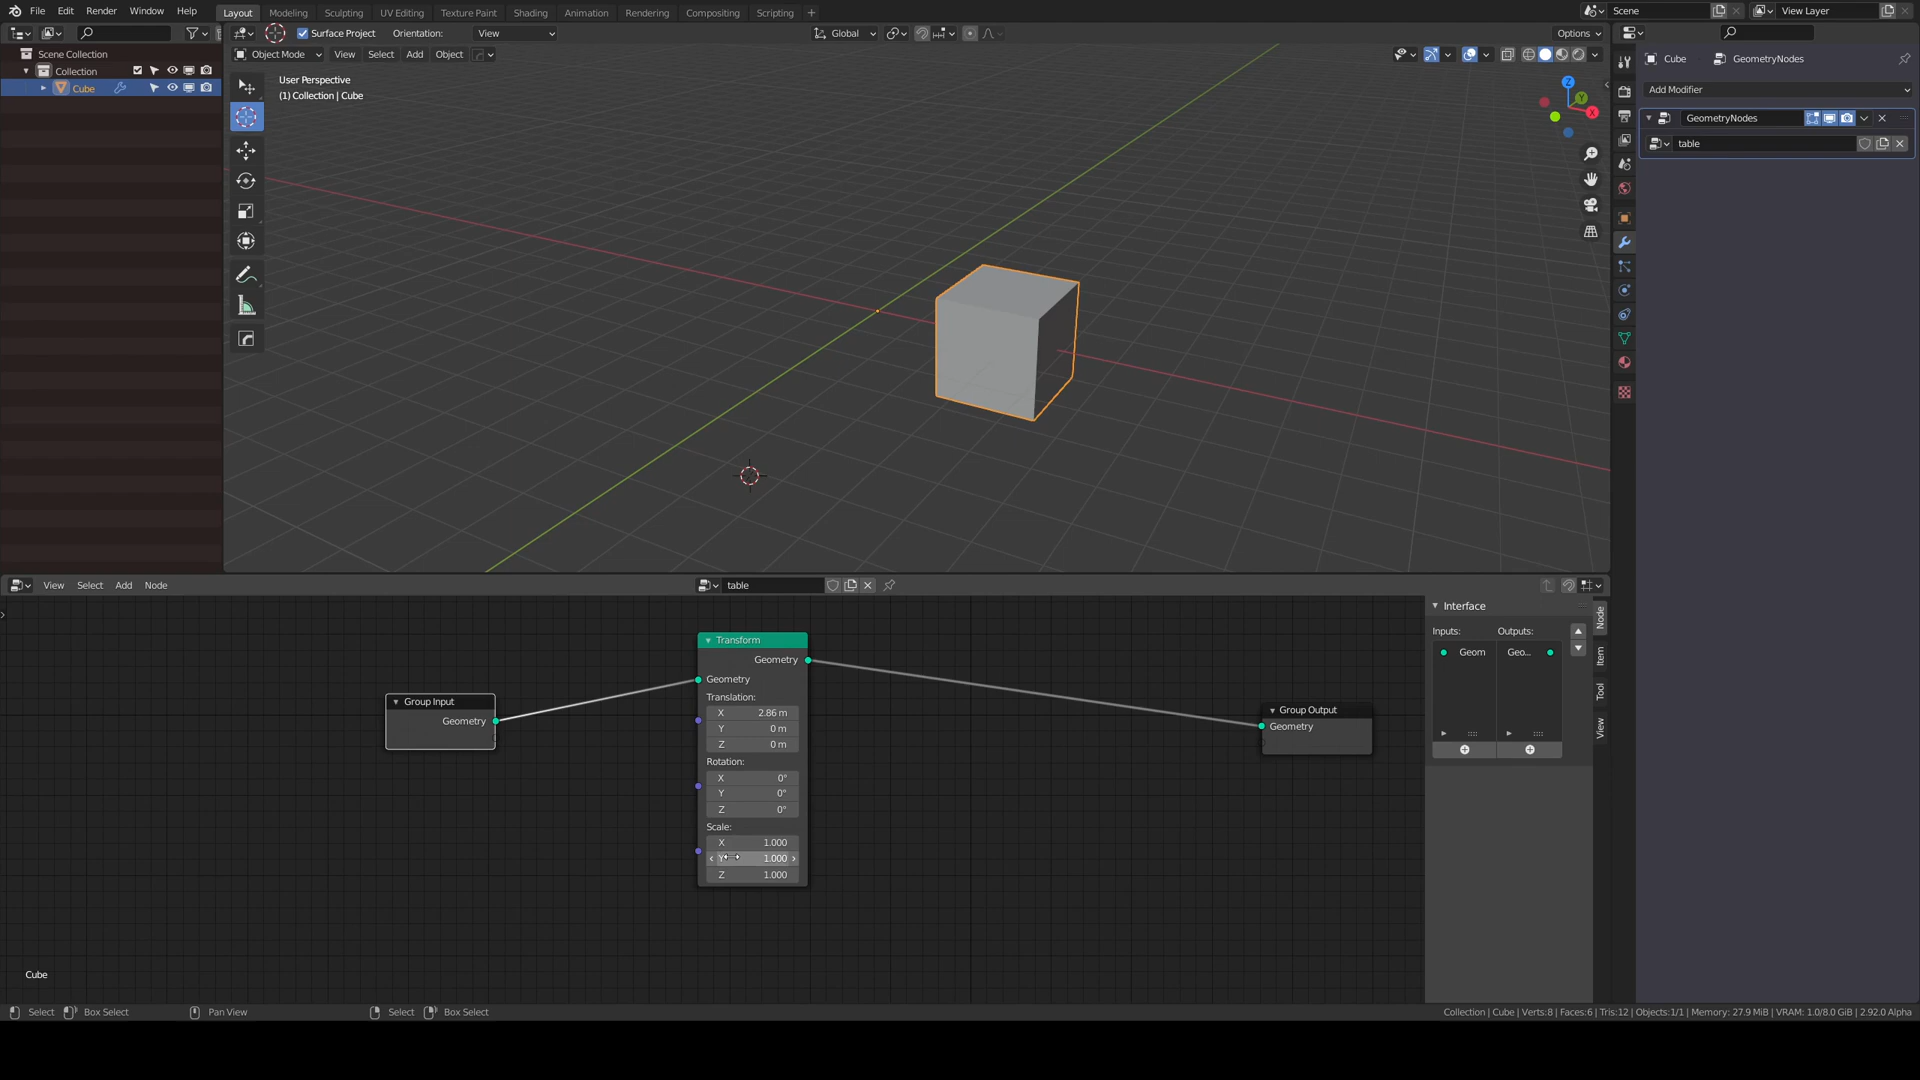 File Edit Render Window Help Layout Modeling Sculpting UV Editing Texture Paint Shading Animation Rendering Compositing Scripting + Scene View Layer
Surface Project Orientation: View Global Options
Object Mode View Select Add Object
Scene Collection
Collection
Cube
User Perspective
(1) Collection | Cube
Z
Y
X
Cube GeometryNodes
Add Modifier
GeometryNodes
table
View Select Add Node table
Group Input
Geometry
Transform
Geometry
Geometry
Translation:
X 2.86 m
Y 0 m
Z 0 m
Rotation:
X 0°
Y 0°
Z 0°
Scale:
X 1.000
Y 1.000
Z 1.000
Group Output
Geometry
Interface
Inputs: Outputs:
Geom Geo...
Node
Item
Tool
View
Cube
Select Box Select Pan View Select Box Select Collection | Cube | Verts:8 | Faces:6 | Tris:12 | Objects:1/1 | Memory: 27.9 MiB | VRAM: 1.0/8.0 GiB | 2.92.0 Alpha